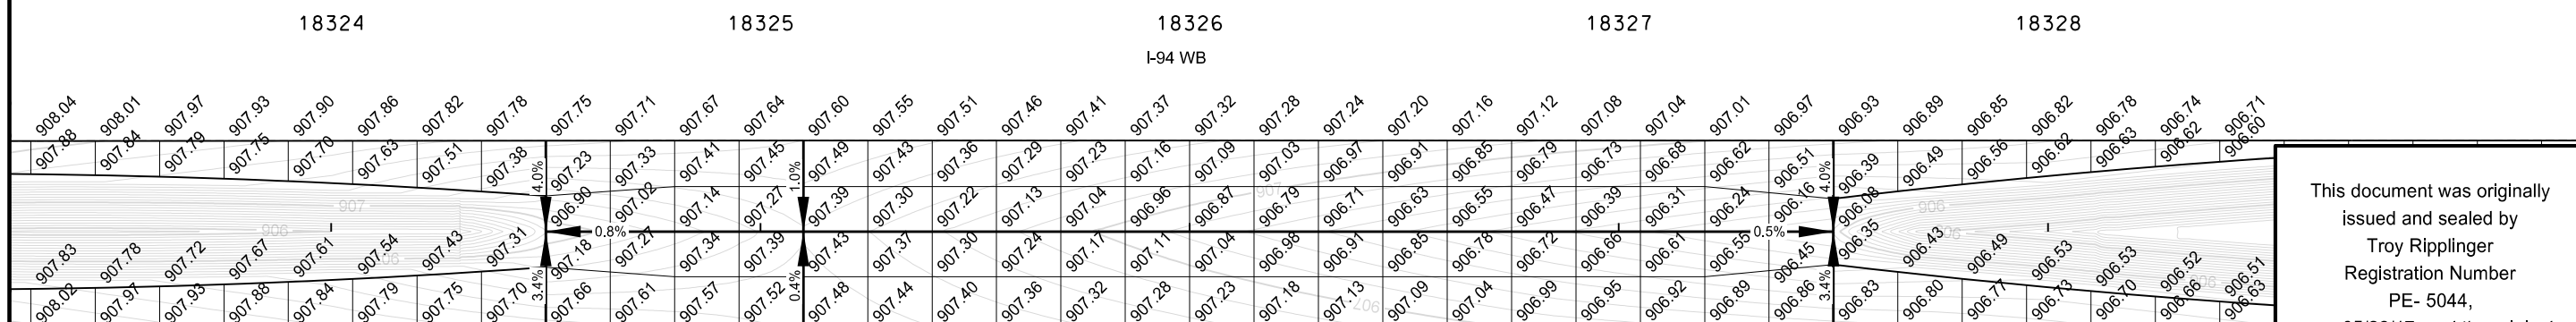 18324 18325 18326 18327 18328
I-94 WB
908.04 908.01 907.97 907.93 907.90 907.86 907.82 907.78 907.75 907.71 907.67 907.64 907.60 907.55 907.51 907.46 907.41 907.37 907.32 907.28 907.24 907.20 907.16 907.12 907.08 907.04 907.01 906.97 906.93 906.89 906.85 906.82 906.78 906.74 906.71
907.88 907.84 907.79 907.75 907.70 907.63 907.51 907.38 4.0% 907.23 907.33 907.41 907.45 1.0% 907.49 907.43 907.36 907.29 907.23 907.16 907.09 907.03 906.97 906.91 906.85 906.79 906.73 906.68 906.62 906.51 4.0% 906.39 906.49 906.56 906.62 906.63 906.62 906.60
907 906.90 907.02 907.14 907.27 907.39 907.30 907.22 907.13 907.04 906.96 906.87 907 906.79 906.71 906.63 906.55 906.47 906.39 906.31 906.24 906.16 906.08 906
906 0.8% 0.5% 906
907.83 907.78 907.72 907.67 907.61 907.54 907.43 907.31 907.18 907.27 907.34 907.39 907.43 907.37 907.30 907.24 907.17 907.11 907.04 906.98 906.91 906.85 906.78 906.72 906.66 906.61 906.55 906.45 906.35 906.43 906.49 906.53 906.53 906.52 906.51
908.02 907.97 907.93 907.88 907.84 907.79 907.75 907.70 3.4% 907.66 907.61 907.57 907.52 0.4% 907.48 907.44 907.40 907.36 907.32 907.28 907.23 907.18 907.13 907 907.09 907.04 906.99 906.95 906.92 906.89 906.86 3.4% 906.83 906.80 906.77 906.73 906.70 906.66 906.63
This document was originally
issued and sealed by
Troy Ripplinger
Registration Number
PE- 5044,